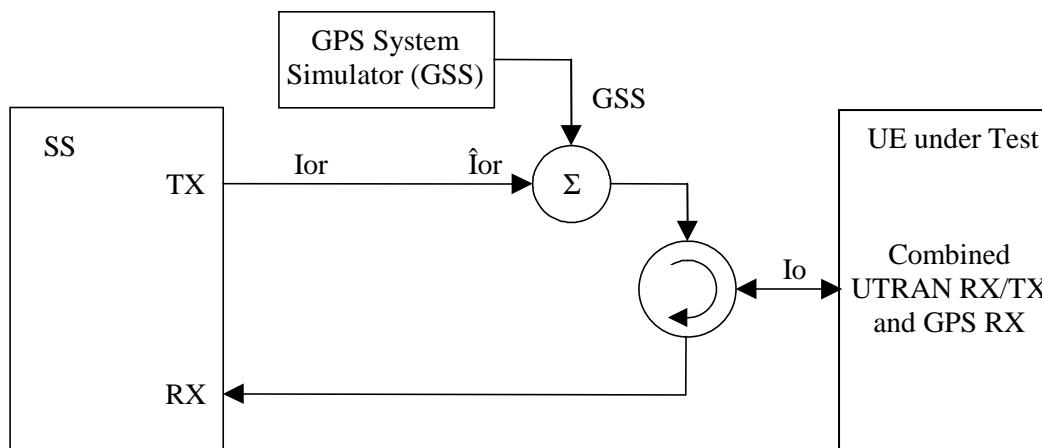 GPS System
Simulator (GSS)
GSS
SS
UE under Test
TX
Ior
Îor
Σ
Combined
UTRAN RX/TX
and GPS RX
Io
RX